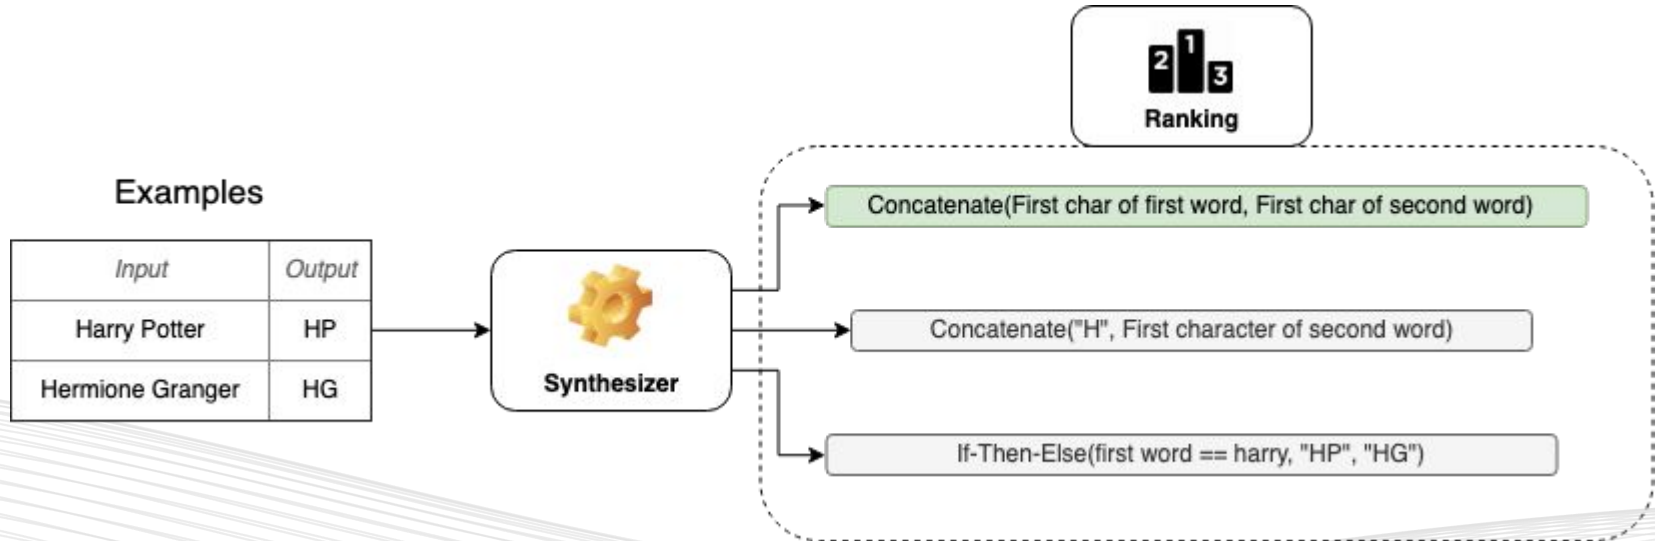 2 1 3
Ranking
Examples
Input Output
Harry Potter HP
Hermione Granger HG
Synthesizer
Concatenate(First char of first word, First char of second word)
Concatenate("H", First character of second word)
If-Then-Else(first word == harry, "HP", "HG")